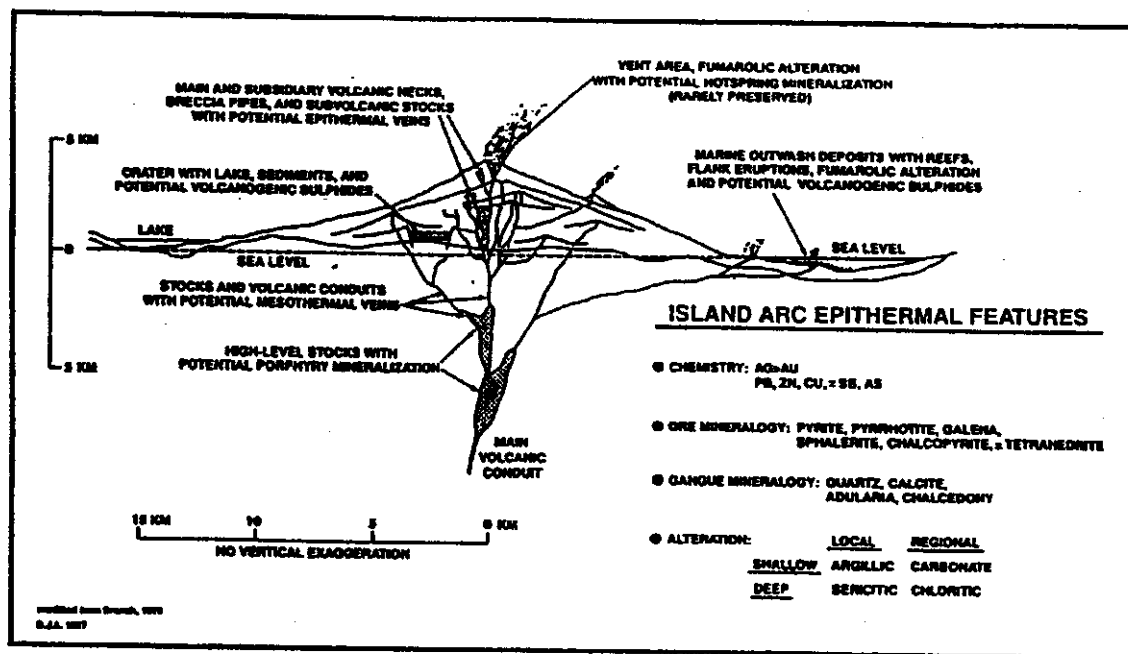 VENT AREA, FUMAROLIC ALTERATION
WITH POTENTIAL HOTSPRING MINERALIZATION
(RARELY PRESERVED)
MAIN AND SUBSIDIARY VOLCANIC NECKS,
BRECCIA PIPES, AND SUBVOLCANIC STOCKS
WITH POTENTIAL EPITHERMAL VEINS
5 KM
CRATER WITH LAKE, SEDIMENTS, AND
POTENTIAL VOLCANOGENIC SULPHIDES
MARINE OUTWASH DEPOSITS WITH REEFS,
FLANK ERUPTIONS, FUMAROLIC ALTERATION
AND POTENTIAL VOLCANOGENIC SULPHIDES
LAKE
0
SEA LEVEL
SEA LEVEL
STOCKS AND VOLCANIC CONDUITS
WITH POTENTIAL MESOTHERMAL VEINS
ISLAND ARC EPITHERMAL FEATURES
HIGH-LEVEL STOCKS WITH
POTENTIAL PORPHYRY MINERALIZATION
5 KM
CHEMISTRY: AG>AU
PB, ZN, CU, ± SB, AS
ORE MINERALOGY: PYRITE, PYRRHOTITE, GALENA,
SPHALERITE, CHALCOPYRITE, ± TETRAHEDRITE
MAIN
VOLCANIC
CONDUIT
GANGUE MINERALOGY: QUARTZ, CALCITE,
ADULARIA, CHALCEDONY
15 KM 10 5 0 KM
NO VERTICAL EXAGGERATION
ALTERATION: LOCAL REGIONAL
SHALLOW ARGILLIC CARBONATE
DEEP SERICITIC CHLORITIC
modified from
D.J.A. 1987